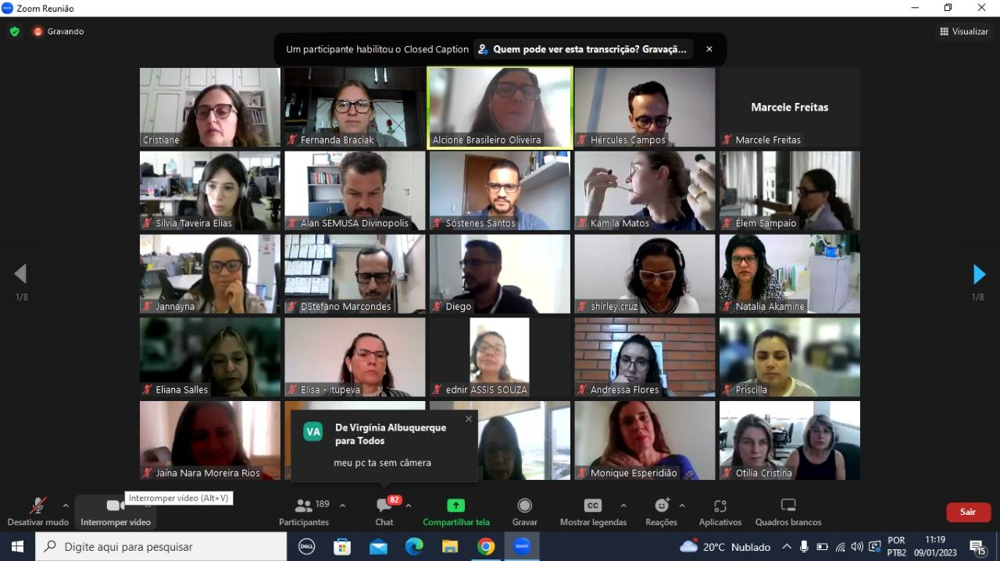 Zoom Reunião
Gravando
Visualizar
Um participante habilitou o Closed Caption
Quem pode ver esta transcrição? Gravaçã...
Cristiane
Fernanda Braciak
Alcione Brasileiro Oliveira
Hércules Campos
Marcele Freitas
Marcele Freitas
Silvia Taveira Elias
Alan SEMUSA Divinopolis
Sóstenes Santos
Kamila Matos
Élem Sampaio
1/8
1/8
Jannayna
DStefano Marcondes
Diego
shirley.cruz
Natalia Akamine
Eliana Salles
Elisa - Itupeva
ednir ASSIS SOUZA
Andressa Flores
Priscilla
VA
De Virgínia Albuquerque
para Todos
meu pc ta sem câmera
Jaína Nara Moreira Rios
Monique Esperidião
Otilia Cristina
Interromper vídeo (Alt+V)
189
82
CC
Desativar mudo
Interromper vídeo
Participantes
Chat
Compartilhar tela
Gravar
Mostrar legendas
Reações
Aplicativos
Quadros brancos
Sair
Digite aqui para pesquisar
DELL
zoom
20°C Nublado
POR
PTB2
11:19
09/01/2023
15